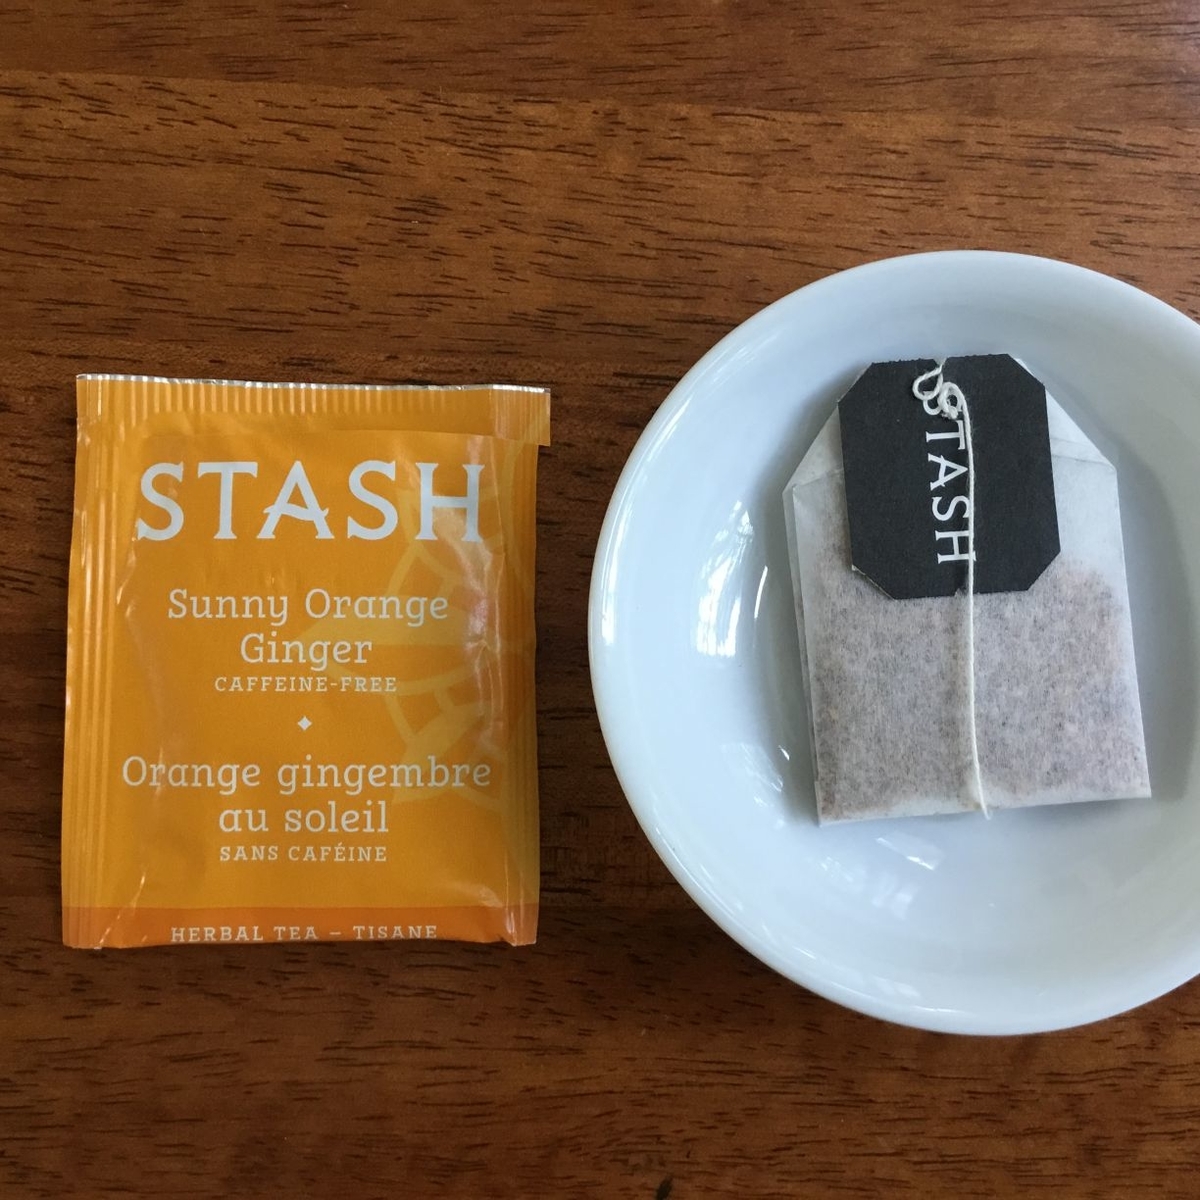 STASH
Sunny Orange
Ginger
CAFFEINE-FREE
Orange gingembre
au soleil
SANS CAFÉINE
HERBAL TEA – TISANE
STASH